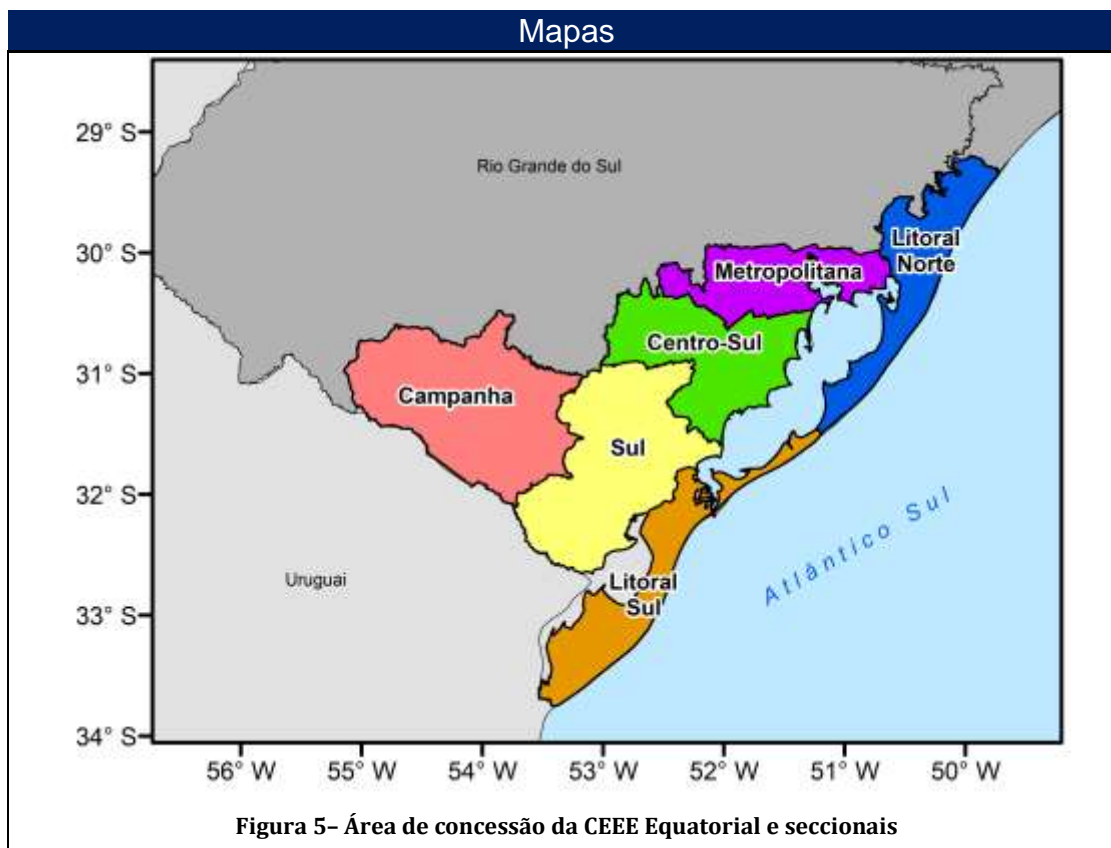 Mapas
29° S
30° S
31° S
32° S
33° S
34° S
56° W
55° W
54° W
53° W
52° W
51° W
50° W
Rio Grande do Sul
Litoral
Norte
Metropolitana
Centro-Sul
Campanha
Sul
Atlântico Sul
Uruguai
Litoral
Sul
Figura 5– Área de concessão da CEEE Equatorial e seccionais